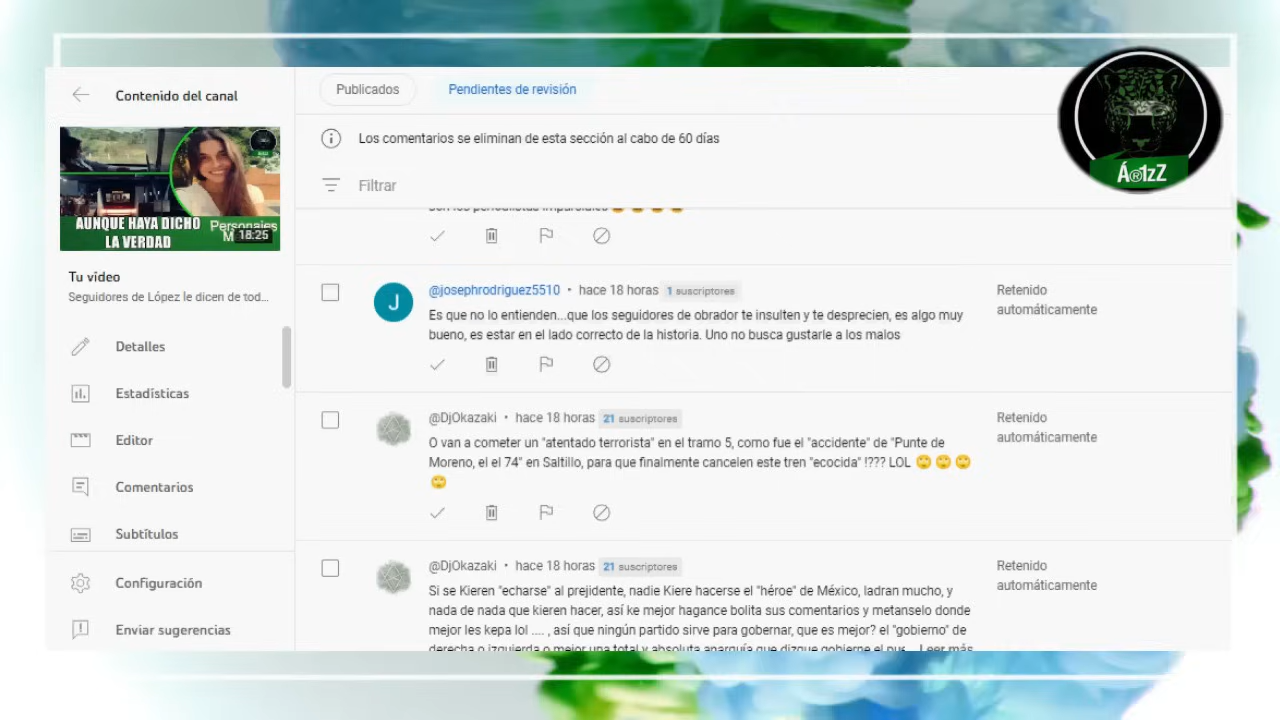 Contenido del canal
AUNQUE HAYA DICHO
LA VERDAD
Personajes
M
18:25
Tu video
Seguidores de López le dicen de tod...
Detalles
Estadísticas
Editor
Comentarios
Subtítulos
Configuración
Enviar sugerencias
Publicados
Pendientes de revisión
Los comentarios se eliminan de esta sección al cabo de 60 días
Filtrar
son los periodistas imparciales
J
@josephrodriguez5510 • hace 18 horas 1 suscriptores
Es que no lo entienden...que los seguidores de obrador te insulten y te desprecien, es algo muy
bueno, es estar en el lado correcto de la historia. Uno no busca gustarle a los malos
Retenido
automáticamente
@DjOkazaki • hace 18 horas 21 suscriptores
O van a cometer un "atentado terrorista" en el tramo 5, como fue el "accidente" de "Punte de
Moreno, el el 74" en Saltillo, para que finalmente cancelen este tren "ecocida" !??? LOL 🙄 🙄 🙄
🙄
Retenido
automáticamente
@DjOkazaki • hace 18 horas 21 suscriptores
Si se Kieren "echarse" al prejidente, nadie Kiere hacerse el "héroe" de México, ladran mucho, y
nada de nada que kieren hacer, así ke mejor hagance bolita sus comentarios y metanselo donde
mejor les kepa lol .... , así que ningún partido sirve para gobernar, que es mejor? el "gobierno" de
derecha o izquierda o mejor una total y absoluta anarquía que dizque gobierne el pue... Leer más
Retenido
automáticamente
Á®1zZ